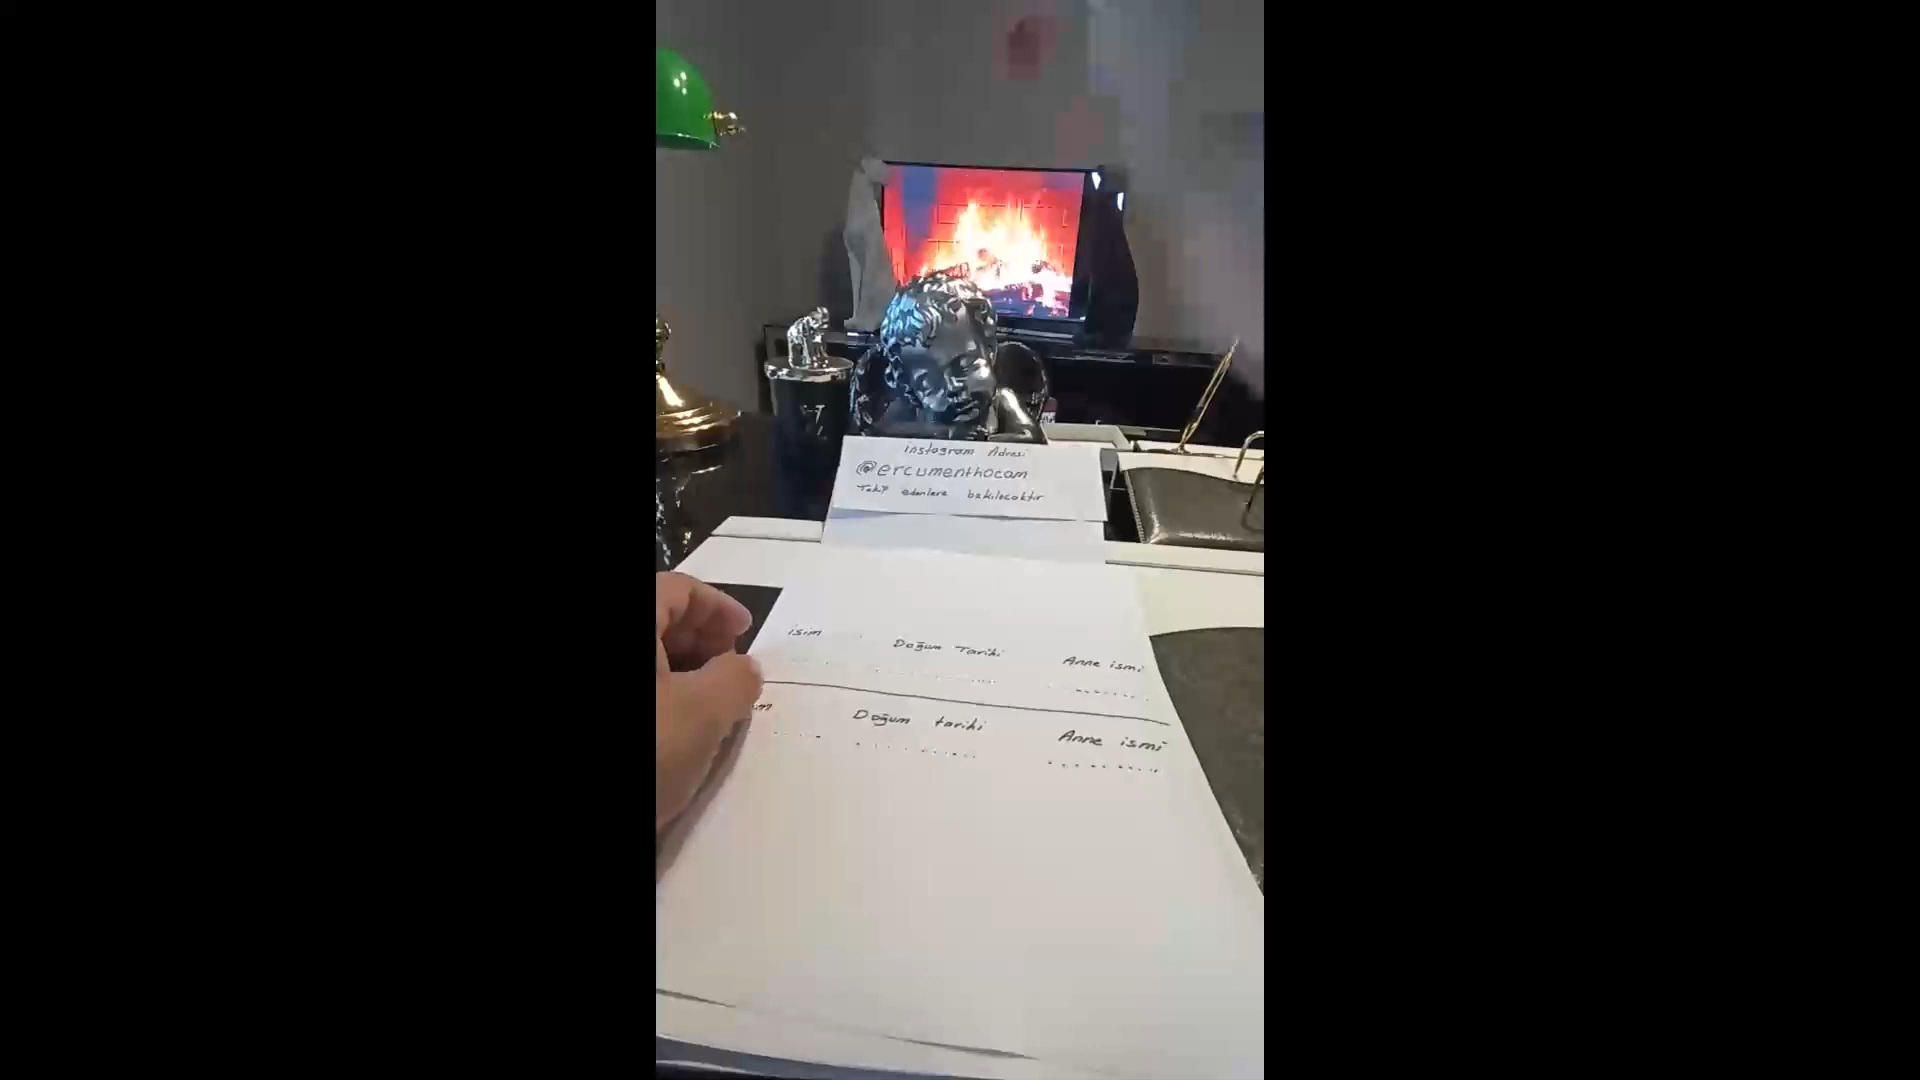 instagram Adresi
@ercumenthocam
Takip edenlere bakılacaktır
isim Doğum Tarihi Anne ismi
Doğum tarihi Anne ismi